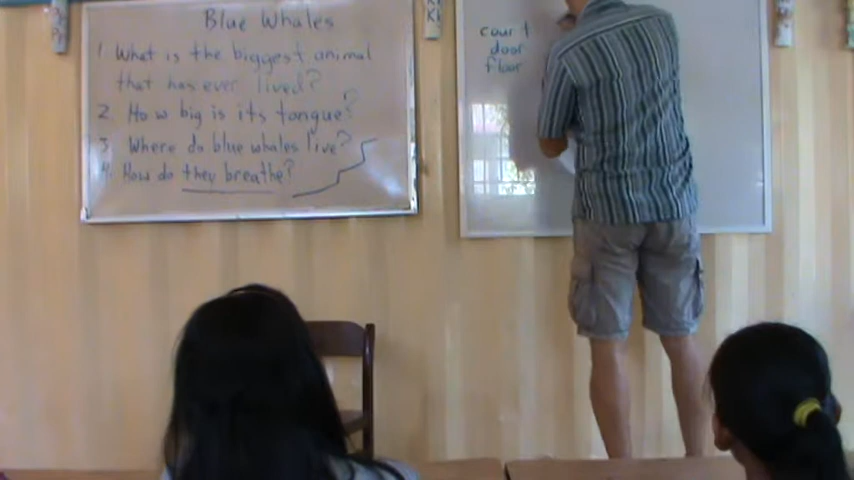 Blue Whales
1. What is the biggest animal
that has ever lived?
2. How big is its tongue?
3. Where do blue whales live?
4. How do they breathe?
court
door
floor